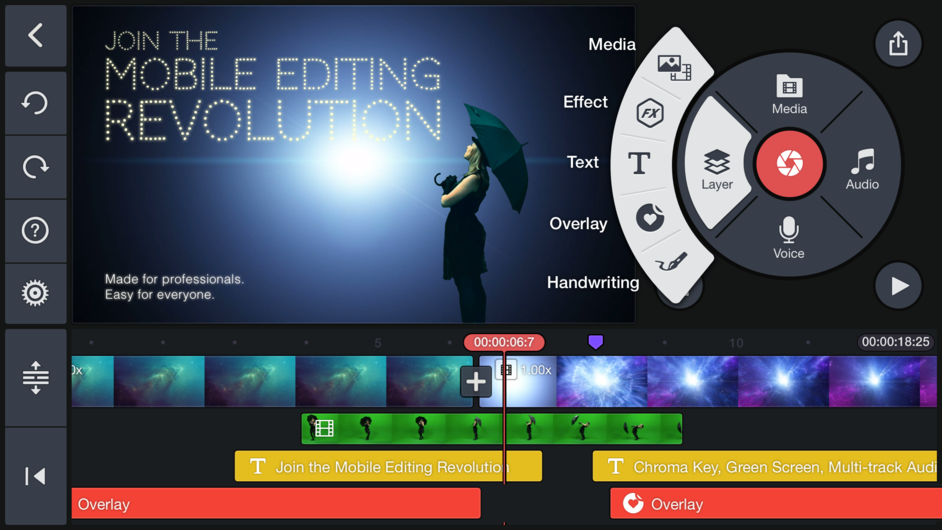 JOIN THE
MOBILE EDITING
REVOLUTION
Made for professionals.
Easy for everyone.
Media
Effect
Text
Overlay
Handwriting
FX
T
Media
Layer
Audio
Voice
?
5
00:00:06:7
10
00:00:18:25
0x
1.00x
T Join the Mobile Editing Revolution
T Chroma Key, Green Screen, Multi-track Audi
Overlay
Overlay